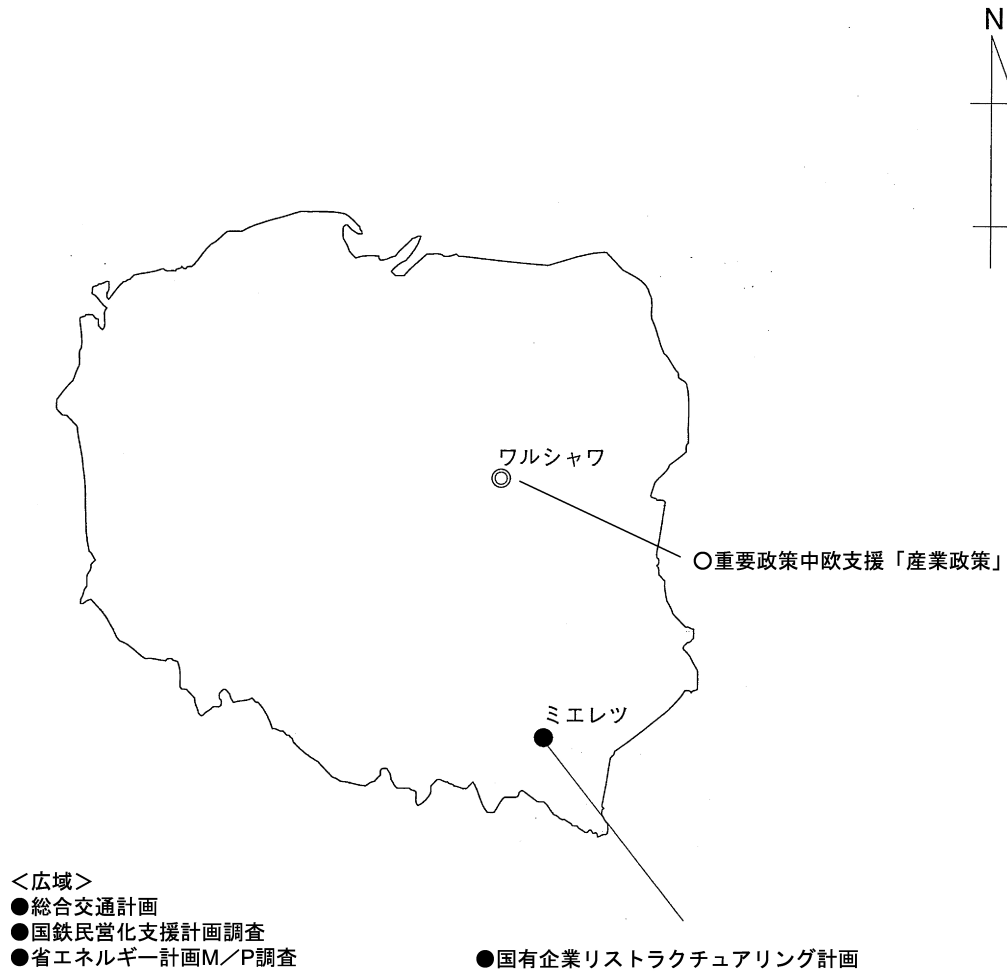 N
ワルシャワ
○重要政策中欧支援「産業政策」
ミエレツ
＜広域＞
●総合交通計画
●国鉄民営化支援計画調査
●省エネルギー計画M／P調査
●国有企業リストラクチュアリング計画